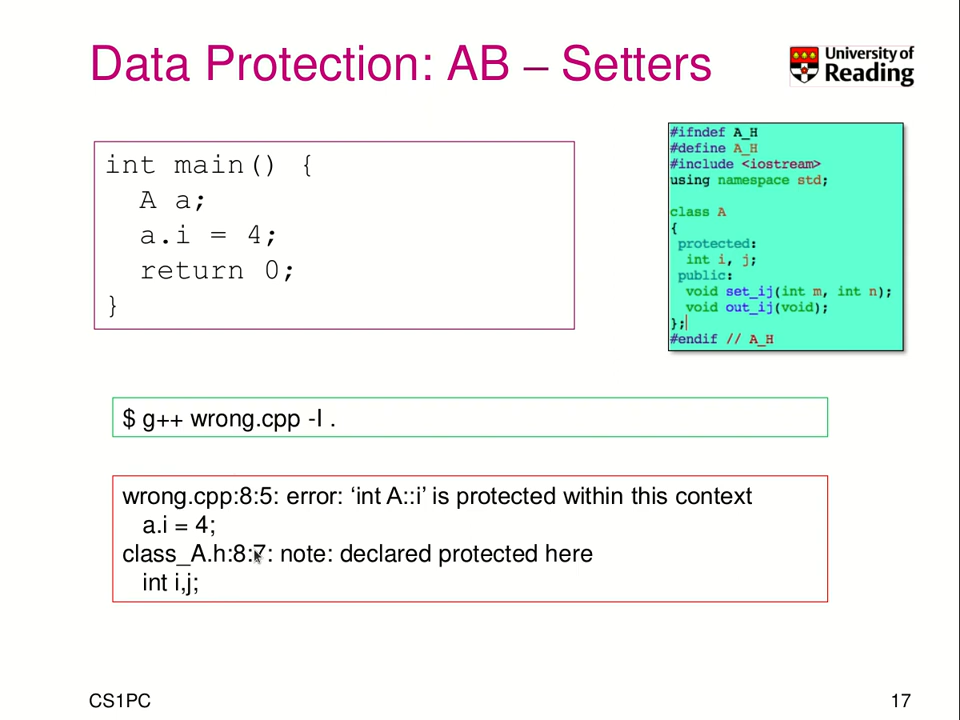 Data Protection: AB – Setters
University of
Reading
int main() {
A a;
a.i = 4;
return 0;
}
#ifndef A_H
#define A_H
#include <iostream>
using namespace std;
class A
{
protected:
int i, j;
public:
void set_ij(int m, int n);
void out_ij(void);
};
#endif // A_H
$ g++ wrong.cpp -I .
wrong.cpp:8:5: error: ‘int A::i’ is protected within this context
a.i = 4;
class_A.h:8:7: note: declared protected here
int i,j;
CS1PC
17